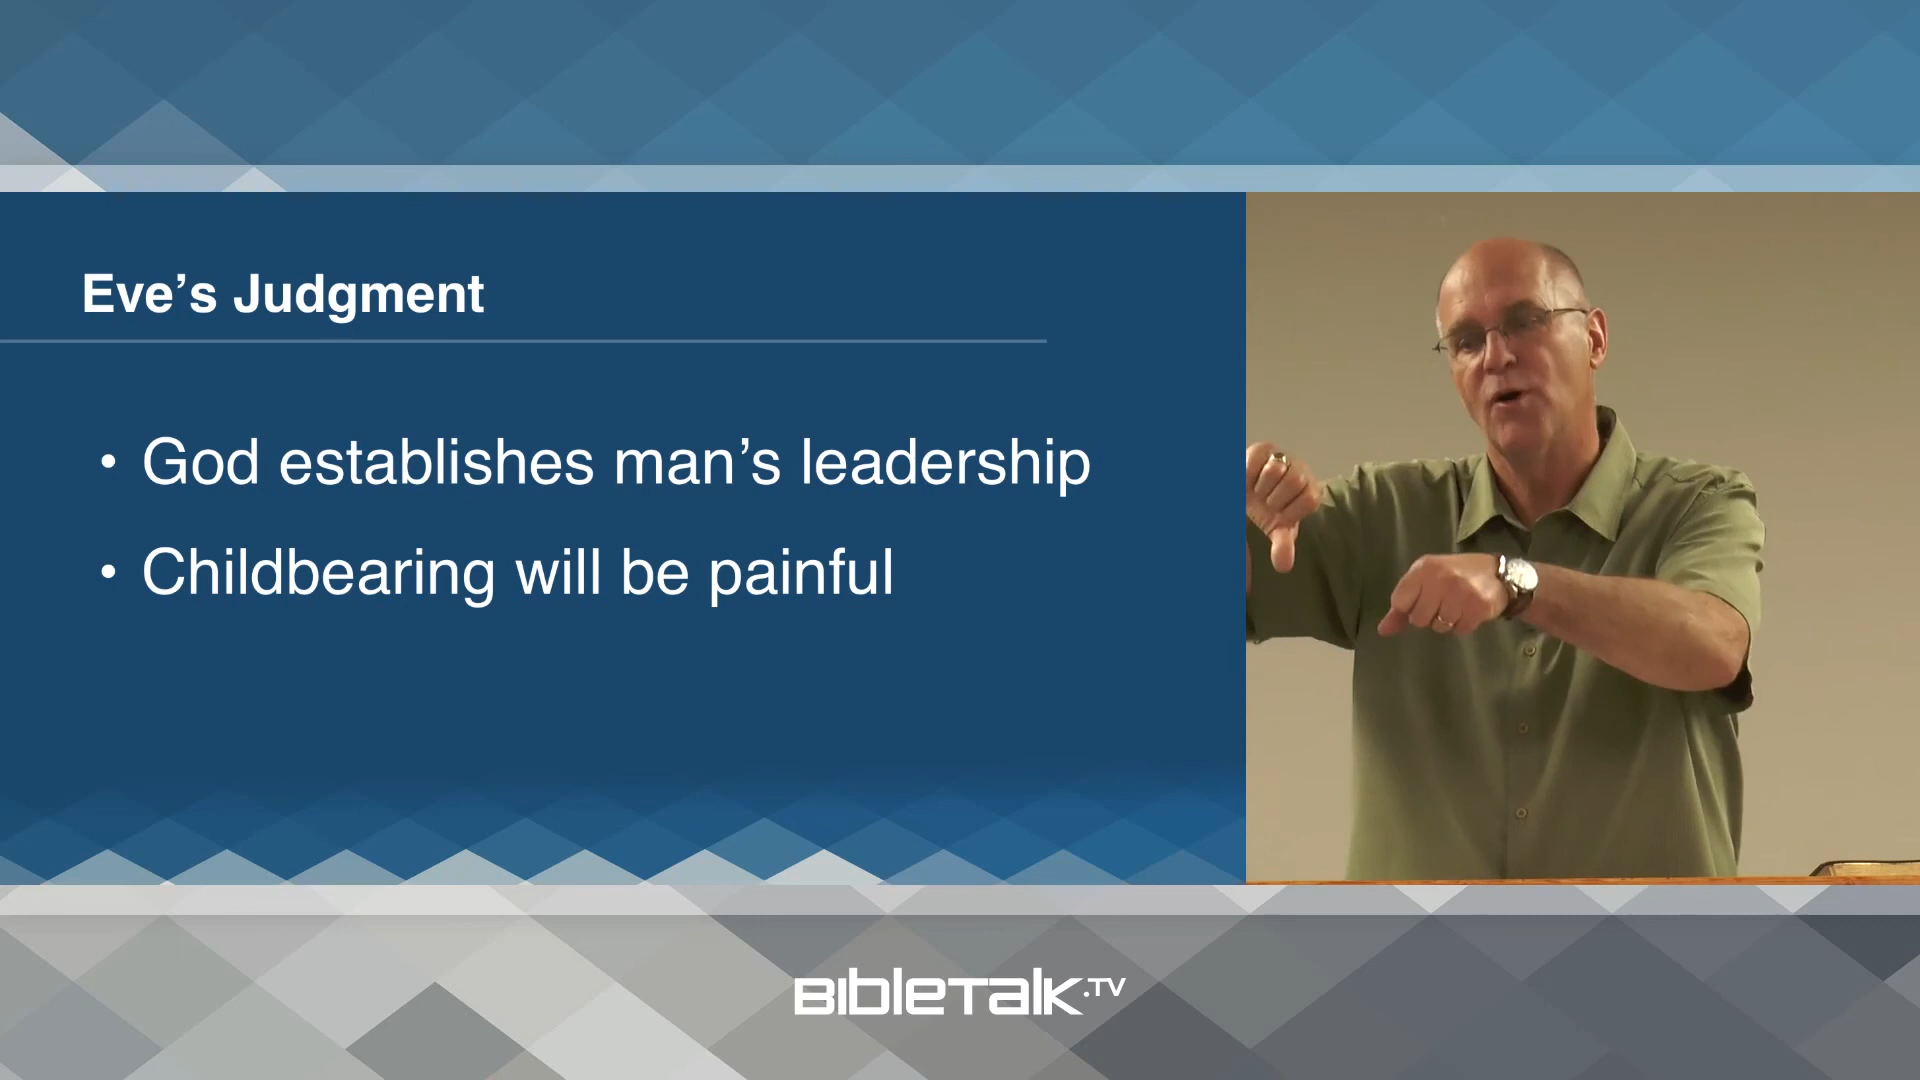 Eve’s Judgment
• God establishes man’s leadership
• Childbearing will be painful
BibleTalk.TV